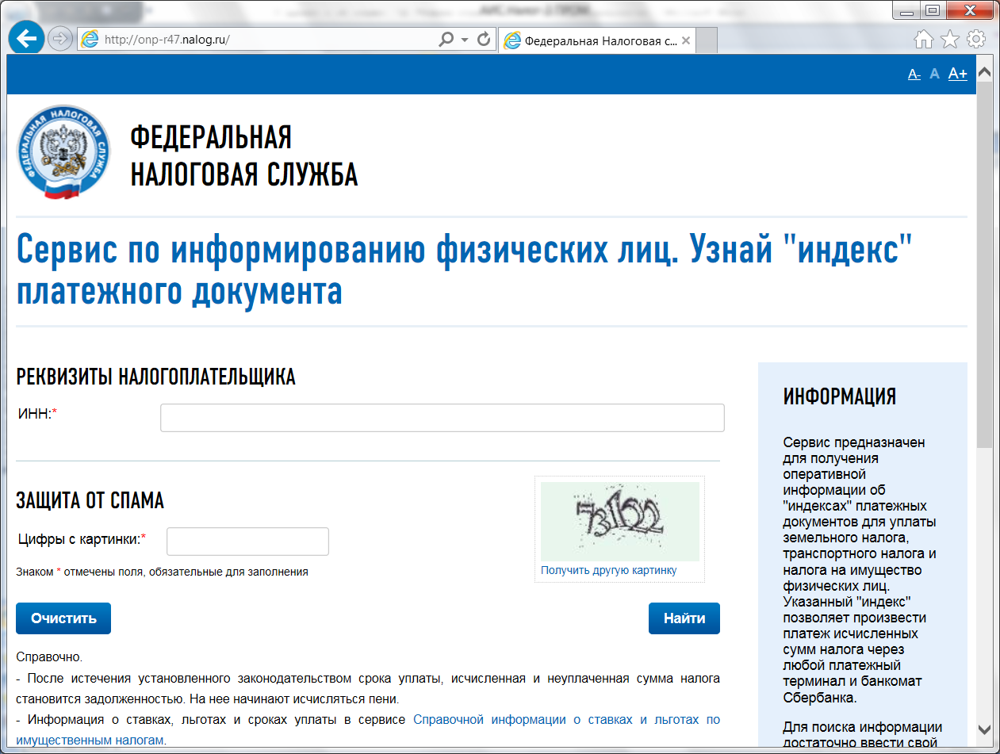 http://onp-r47.nalog.ru/
Федеральная Налоговая с...
A- A A+
ФЕДЕРАЛЬНАЯ НАЛОГОВАЯ СЛУЖБА
ФЕДЕРАЛЬНАЯ
НАЛОГОВАЯ СЛУЖБА
Сервис по информированию физических лиц. Узнай "индекс"
платежного документа
РЕКВИЗИТЫ НАЛОГОПЛАТЕЛЬЩИКА
ИНН:*
ЗАЩИТА ОТ СПАМА
Цифры с картинки:*
Знаком * отмечены поля, обязательные для заполнения
Получить другую картинку
Очистить
Найти
Справочно.
- После истечения установленного законодательством срока уплаты, исчисленная и неуплаченная сумма налога
становится задолженностью. На нее начинают исчисляться пени.
- Информация о ставках, льготах и сроках уплаты в сервисе Справочной информации о ставках и льготах по
имущественным налогам.
ИНФОРМАЦИЯ
Сервис предназначен
для получения
оперативной
информации об
"индексах" платежных
документов для уплаты
земельного налога,
транспортного налога и
налога на имущество
физических лиц.
Указанный "индекс"
позволяет произвести
платеж исчисленных
сумм налога через
любой платежный
терминал и банкомат
Сбербанка.
Для поиска информации
достаточно ввести свой